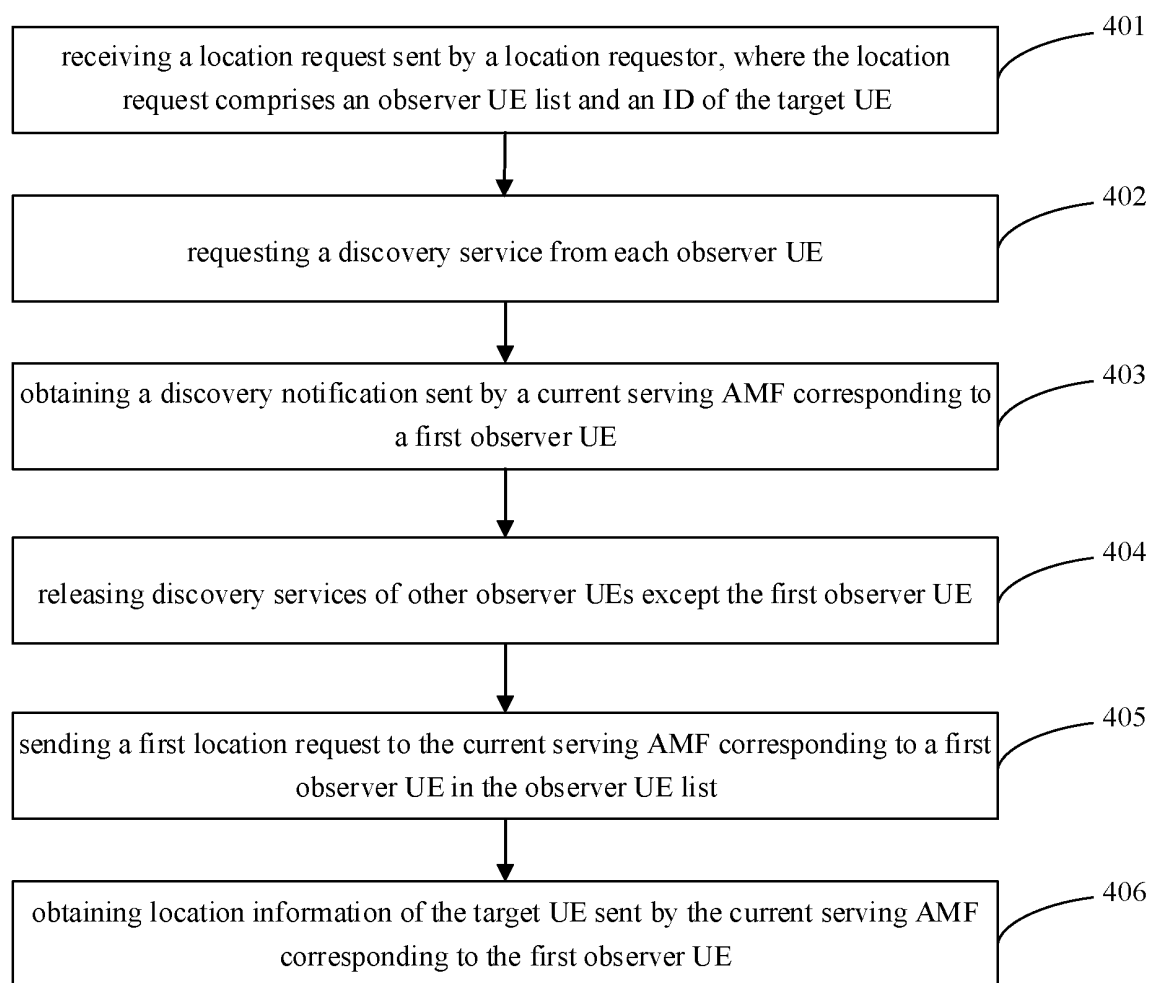 401
receiving a location request sent by a location requestor, where the location
request comprises an observer UE list and an ID of the target UE
402
requesting a discovery service from each observer UE
403
obtaining a discovery notification sent by a current serving AMF corresponding to
a first observer UE
404
releasing discovery services of other observer UEs except the first observer UE
405
sending a first location request to the current serving AMF corresponding to a first
observer UE in the observer UE list
406
obtaining location information of the target UE sent by the current serving AMF
corresponding to the first observer UE